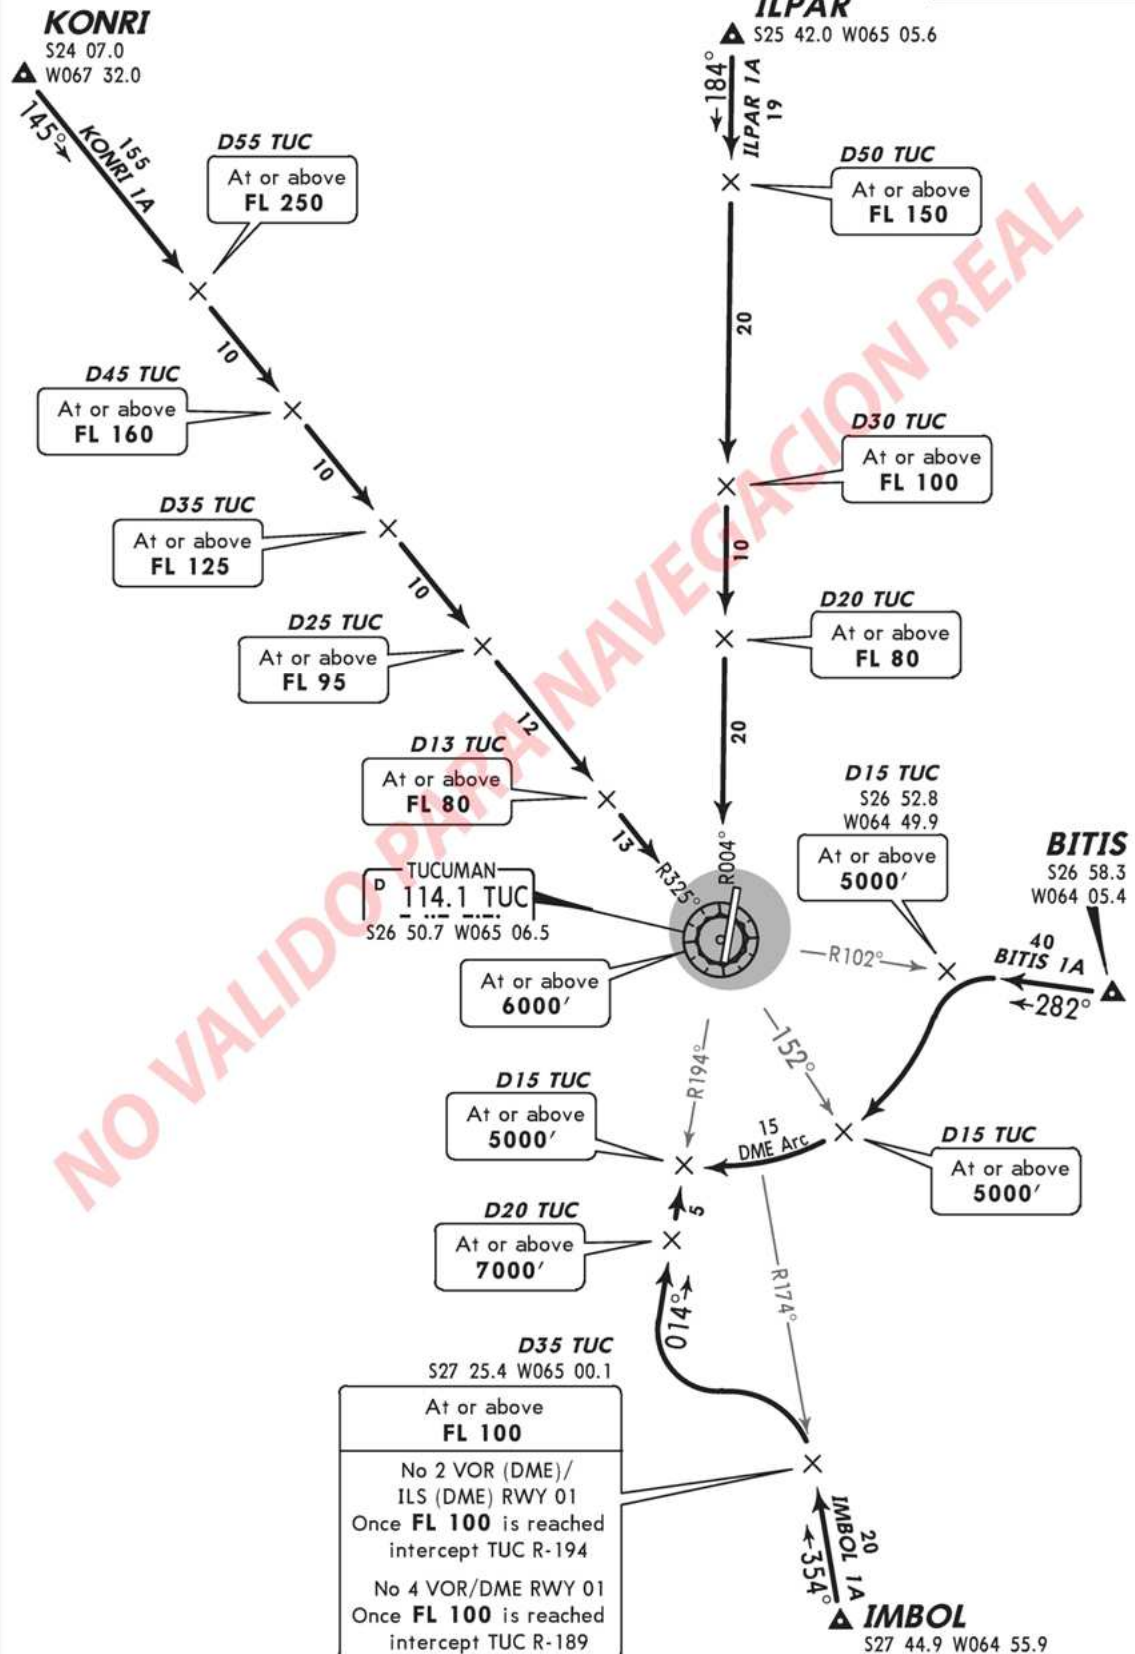 KONRI
S24 07.0
W067 32.0
145°
155
KONRI 1A
ILPAR
S25 42.0 W065 05.6
184°
ILPAR 1A
19
D55 TUC
At or above
FL 250
D50 TUC
At or above
FL 150
10
20
D45 TUC
At or above
FL 160
10
D30 TUC
At or above
FL 100
D35 TUC
At or above
FL 125
10
10
D25 TUC
At or above
FL 95
D20 TUC
At or above
FL 80
12
20
D13 TUC
At or above
FL 80
13
R325°
R004°
D15 TUC
S26 52.8
W064 49.9
At or above
5000′
BITIS
S26 58.3
W064 05.4
TUCUMAN
D 114.1 TUC
S26 50.7 W065 06.5
At or above
6000′
R102°
40
BITIS 1A
282°
R194°
152°
D15 TUC
At or above
5000′
15
DME Arc
D15 TUC
At or above
5000′
5
D20 TUC
At or above
7000′
014°
R174°
D35 TUC
S27 25.4 W065 00.1
At or above
FL 100
No 2 VOR (DME)/
ILS (DME) RWY 01
Once FL 100 is reached
intercept TUC R-194
No 4 VOR/DME RWY 01
Once FL 100 is reached
intercept TUC R-189
20
IMBOL 1A
354°
IMBOL
S27 44.9 W064 55.9
NO VALIDO PARA NAVEGACION REAL